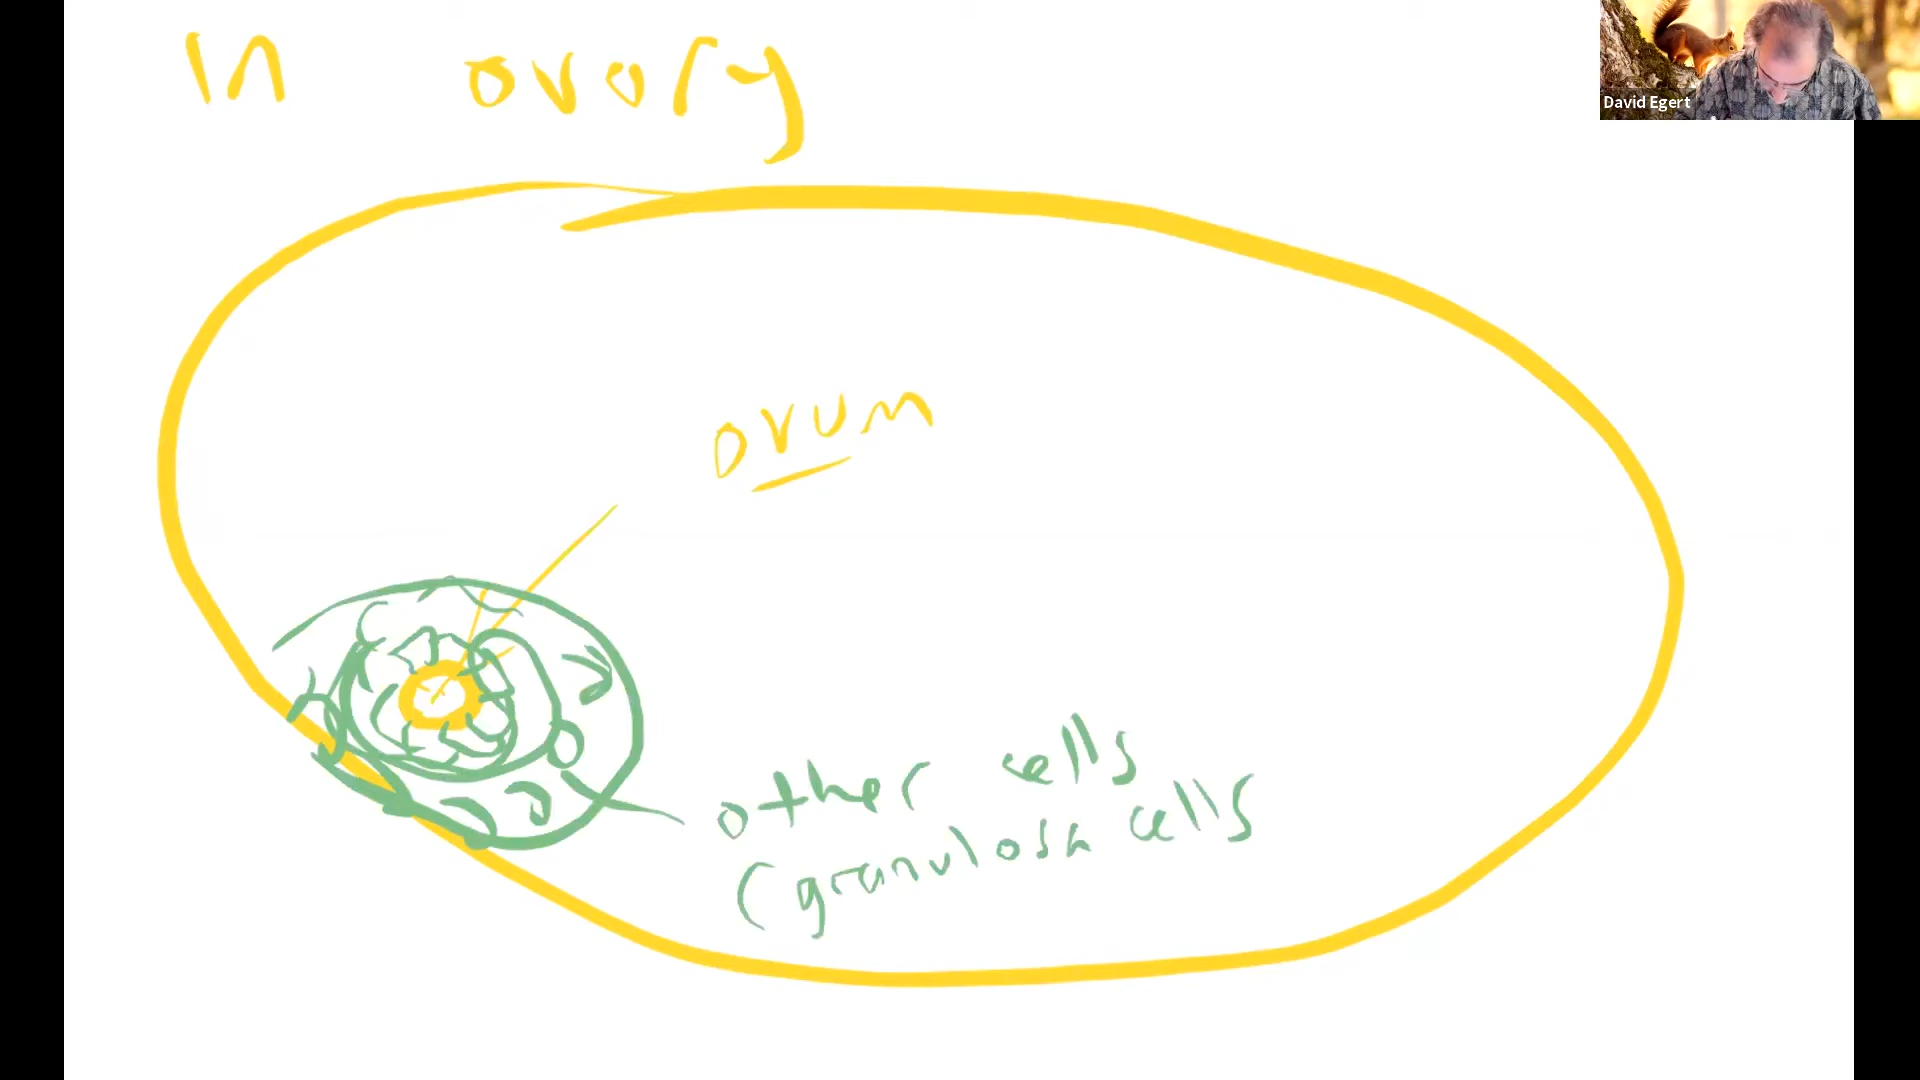 In ovary
David Egert
ovum
other cells
(granulosa cells